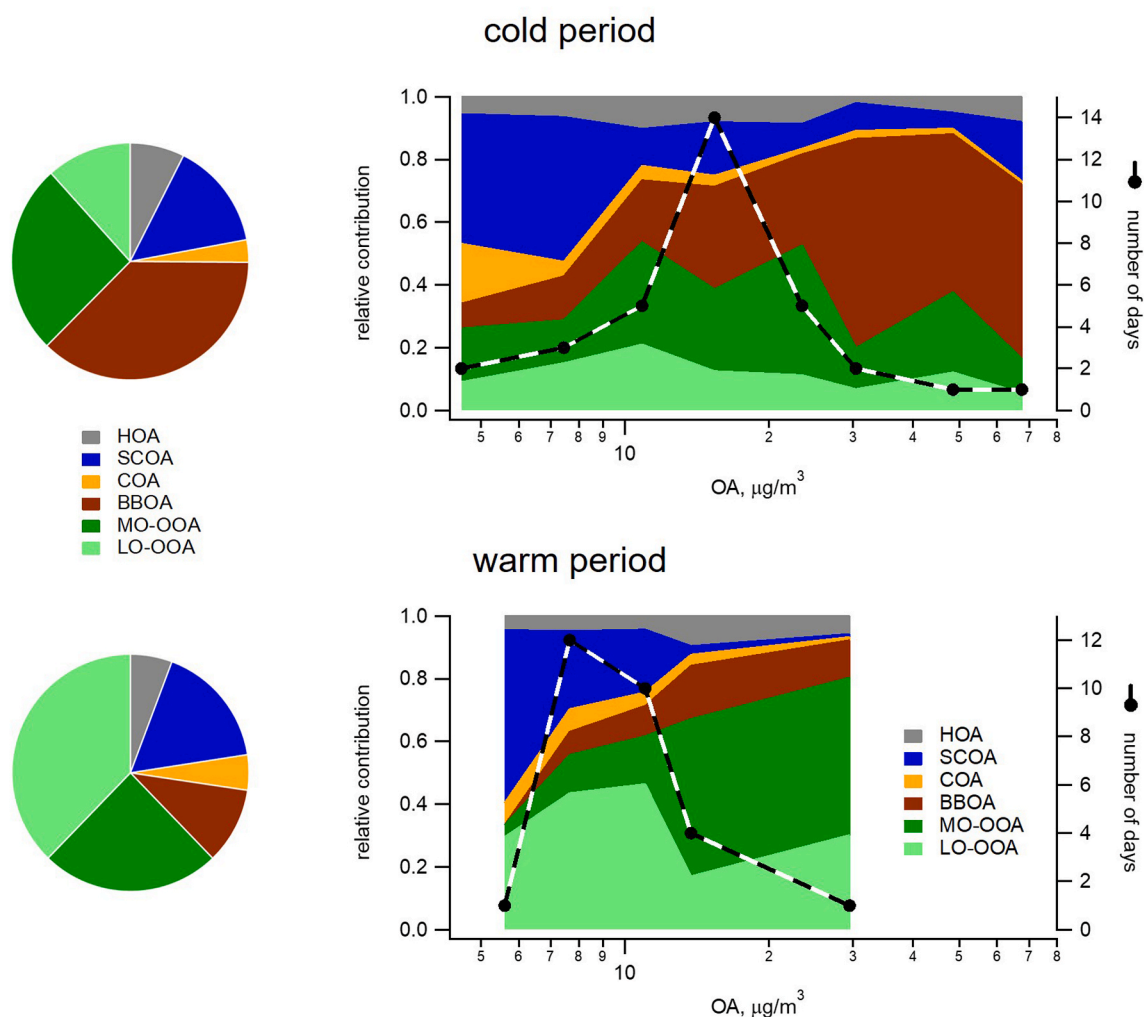 cold period
1.0
0.8
0.6
0.4
0.2
0.0
relative contribution
14
12
10
8
6
4
2
0
number of days
5 6 7 8 9 10 2 3 4 5 6 7 8
OA, μg/m³
HOA
SCOA
COA
BBOA
MO-OOA
LO-OOA
warm period
1.0
0.8
0.6
0.4
0.2
0.0
relative contribution
HOA
SCOA
COA
BBOA
MO-OOA
LO-OOA
12
10
8
6
4
2
0
number of days
5 6 7 8 9 10 2 3 4 5 6 7 8
OA, μg/m³